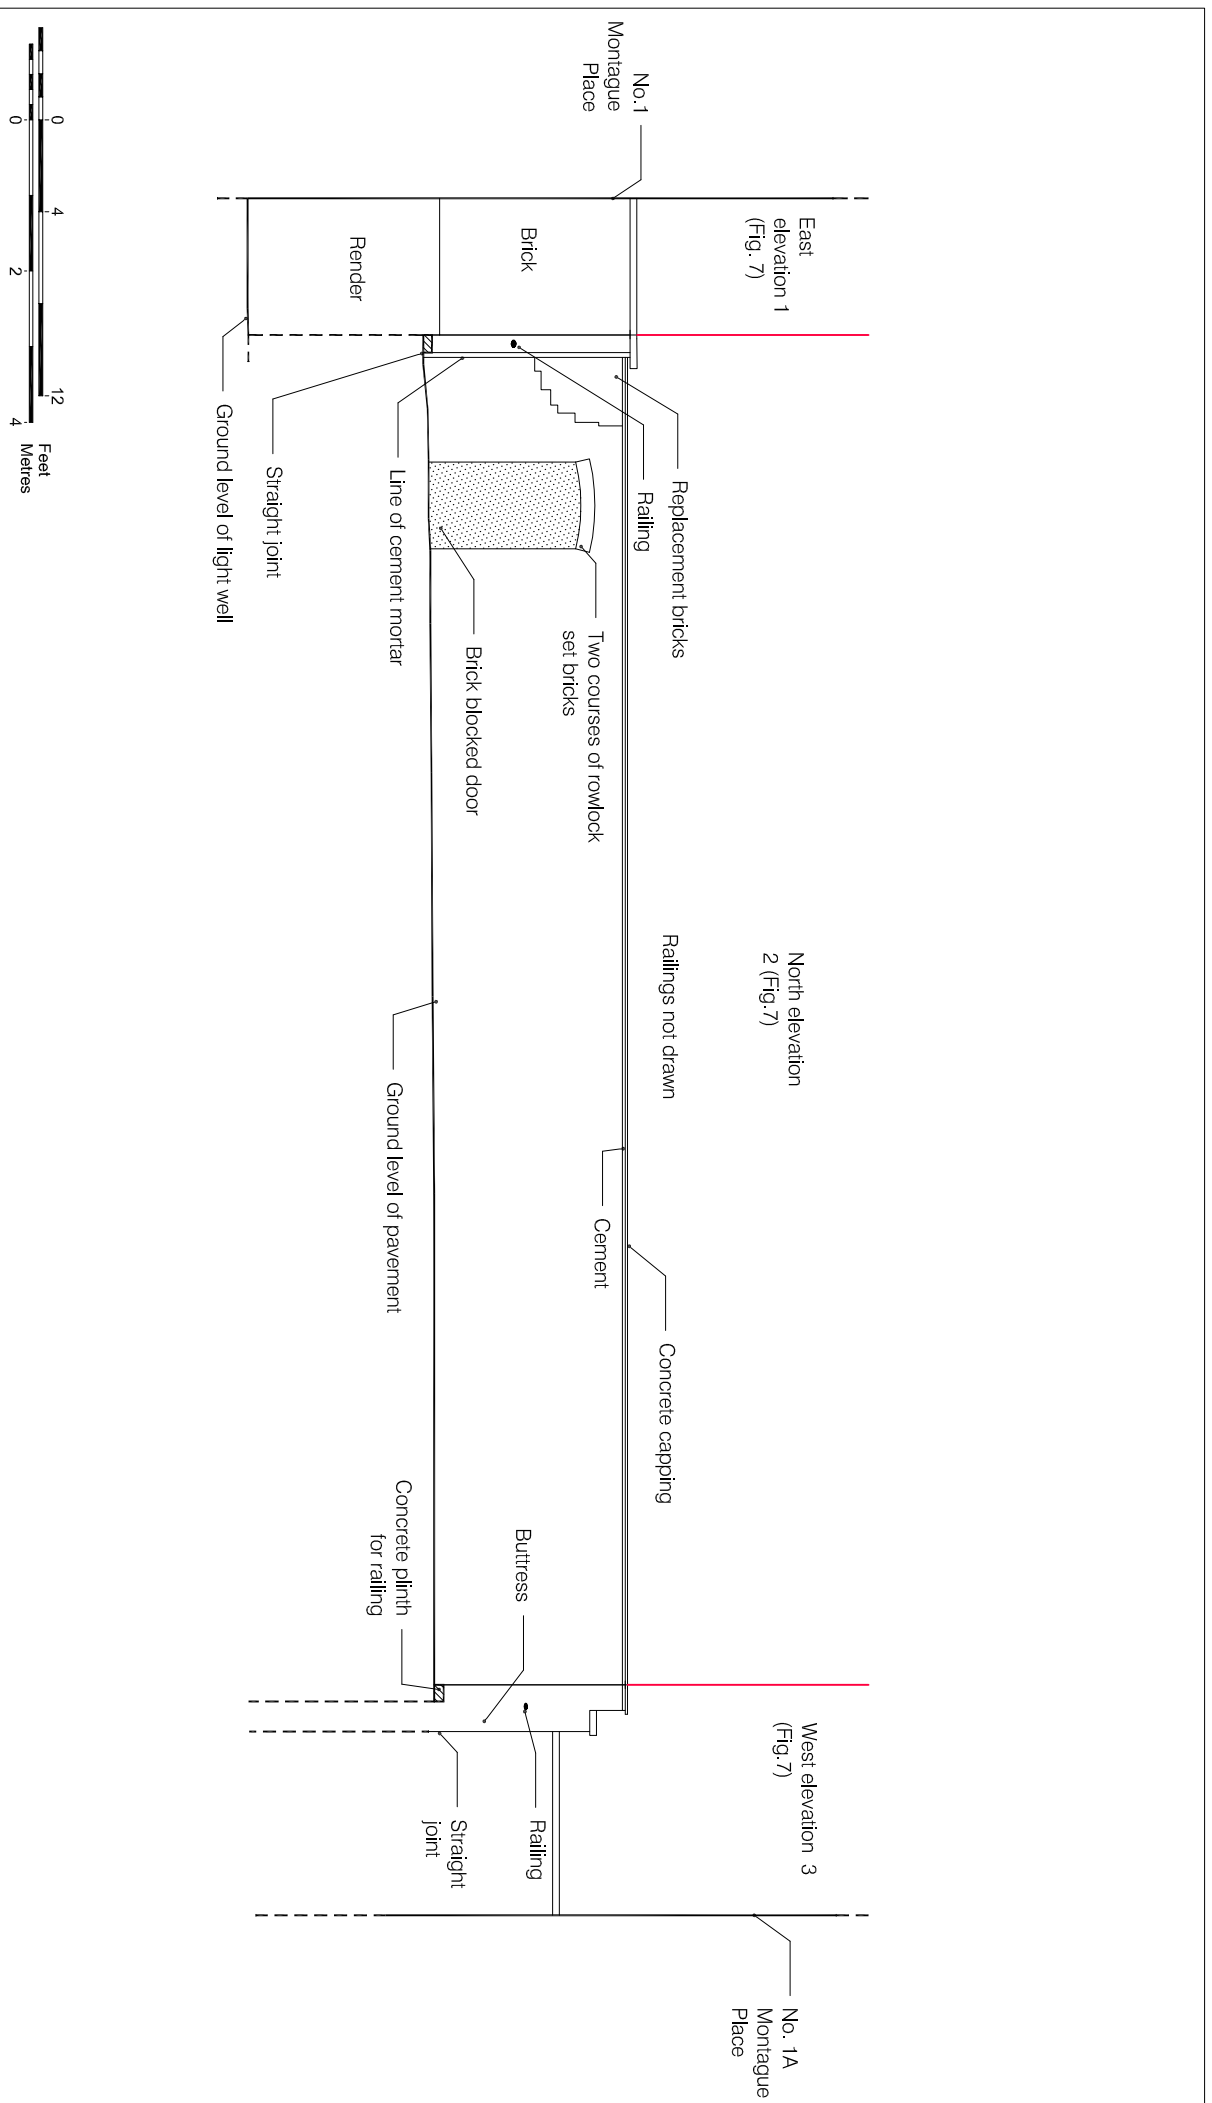 No.1
Montague
Place
East
elevation 1
(Fig. 7)
North elevation
2 (Fig.7)
West elevation 3
(Fig.7)
No. 1A
Montague
Place
Railings not drawn
Replacement bricks
Railing
Concrete capping
Two courses of rowlock
set bricks
Cement
Brick
Render
Brick blocked door
Buttress
Railing
Line of cement mortar
Ground level of pavement
Concrete plinth
for railing
Straight
joint
Straight joint
Ground level of light well
0 4 12
Feet
0 2 4
Metres